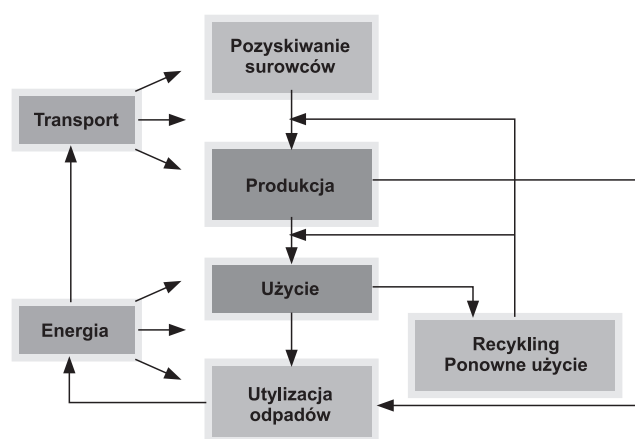 Pozyskiwanie
surowców
Transport
Produkcja
Użycie
Energia
Recykling
Ponowne użycie
Utylizacja
odpadów